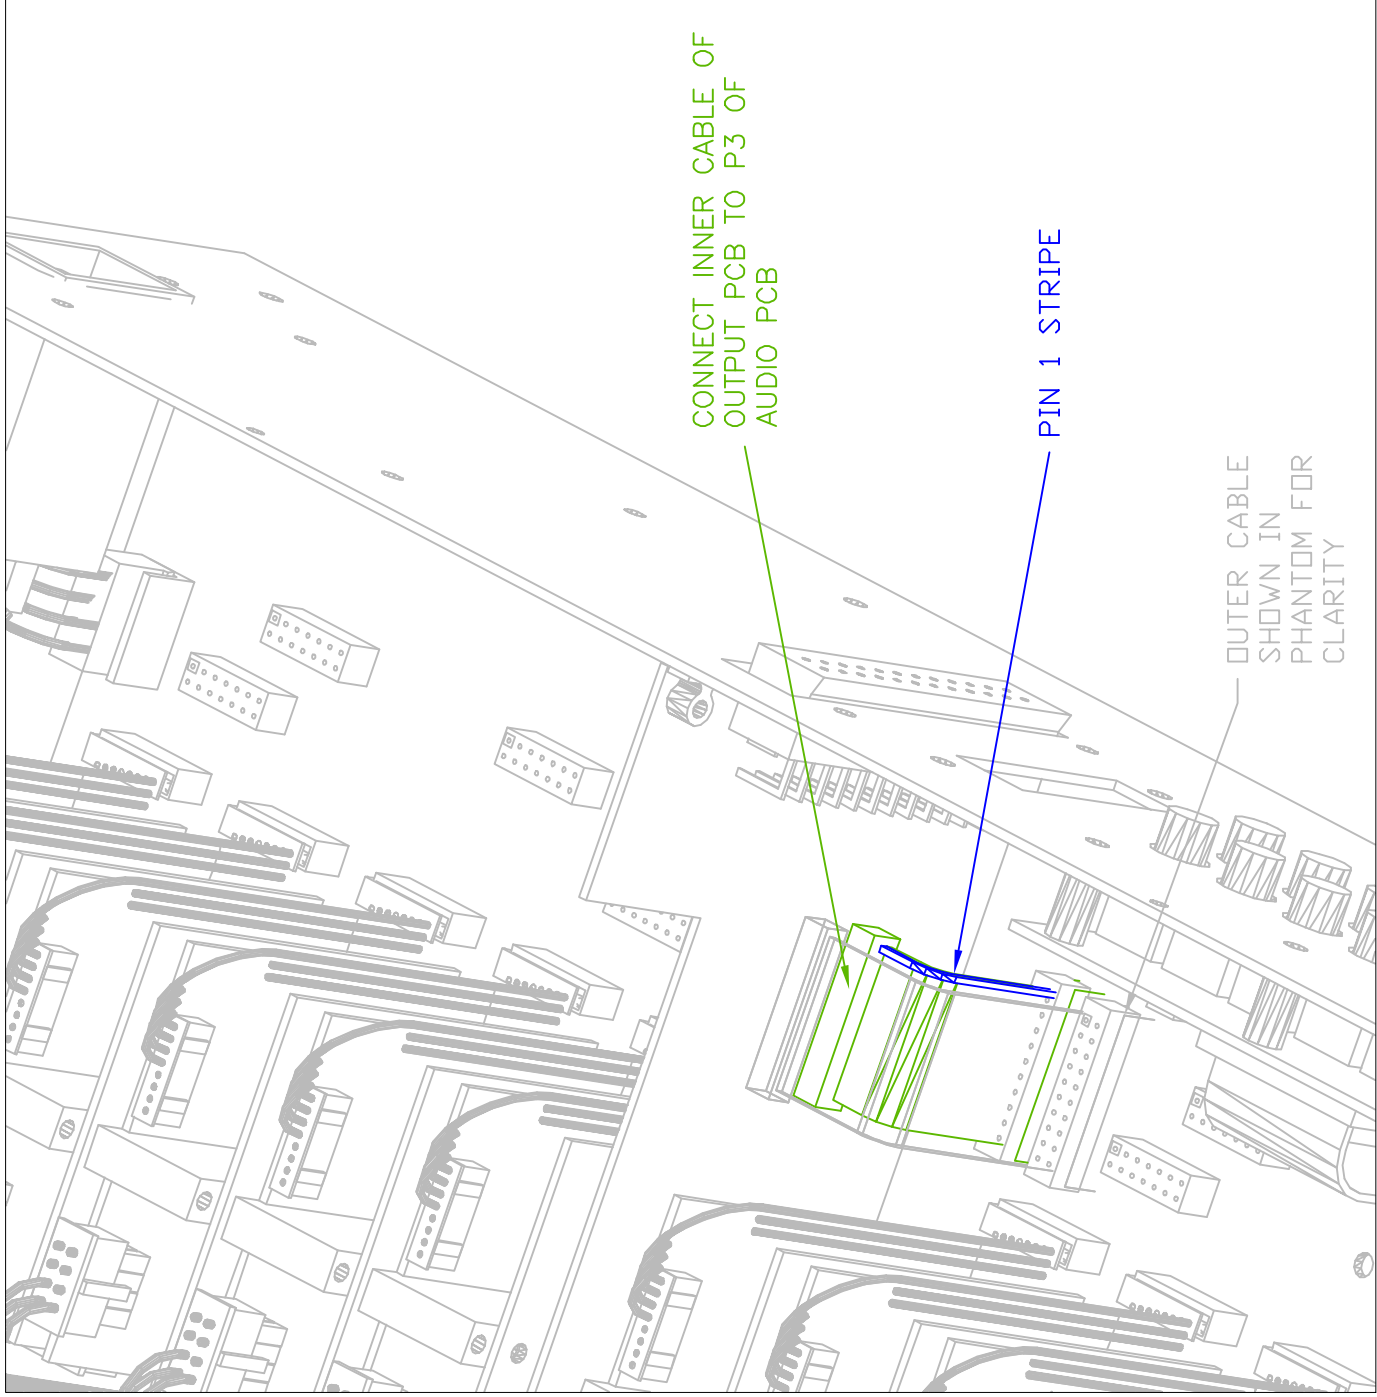 CONNECT INNER CABLE OF
OUTPUT PCB TO P3 OF
AUDIO PCB
PIN 1 STRIPE
OUTER CABLE
SHOWN IN
PHANTOM FOR
CLARITY